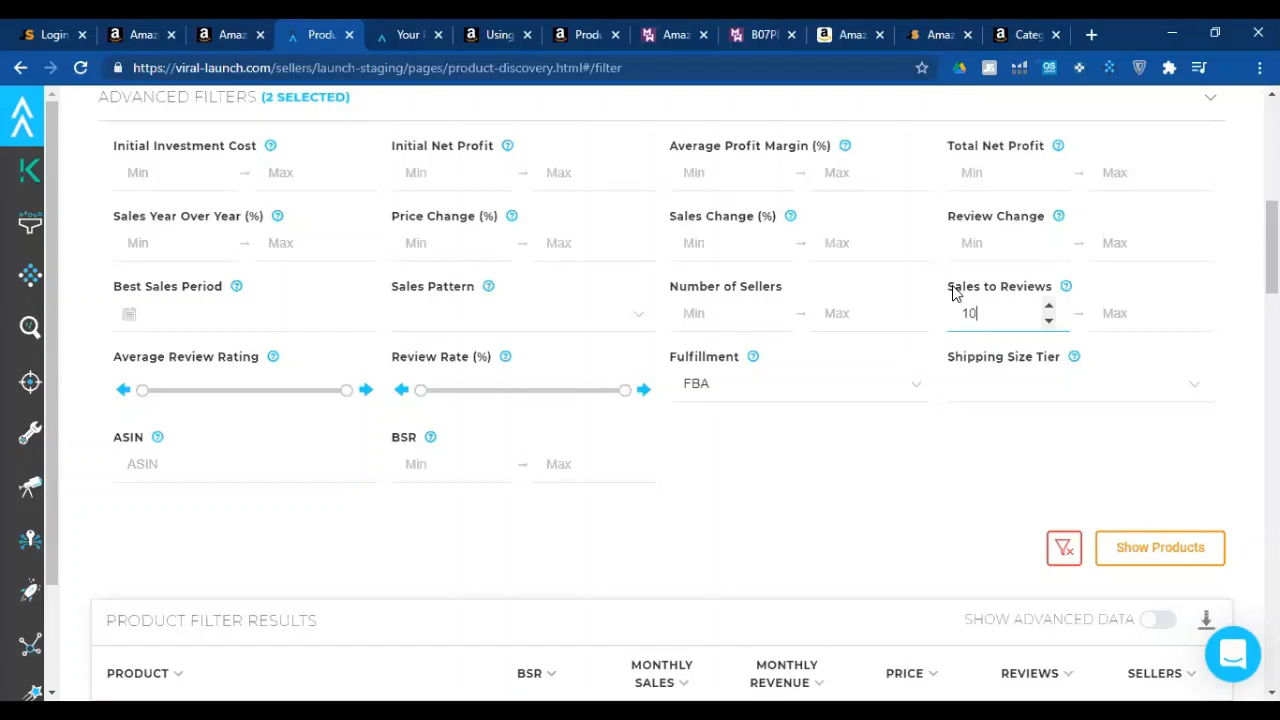 Login
Amaz
Amaz
Produ
Your I
Using
Produ
Amaz
B07PI
Amaz
Amaz
Categ
https://viral-launch.com/sellers/launch-staging/pages/product-discovery.html#/filter
ADVANCED FILTERS (2 SELECTED)
Initial Investment Cost
Initial Net Profit
Average Profit Margin (%)
Total Net Profit
Min → Max
Min → Max
Min → Max
Min → Max
Sales Year Over Year (%)
Price Change (%)
Sales Change (%)
Review Change
Min → Max
Min → Max
Min → Max
Min → Max
Best Sales Period
Sales Pattern
Number of Sellers
Sales to Reviews
Min → Max
10 → Max
Average Review Rating
Review Rate (%)
Fulfillment
Shipping Size Tier
FBA
ASIN
BSR
ASIN
Min → Max
Show Products
PRODUCT FILTER RESULTS
SHOW ADVANCED DATA
PRODUCT
BSR
MONTHLY
SALES
MONTHLY
REVENUE
PRICE
REVIEWS
SELLERS